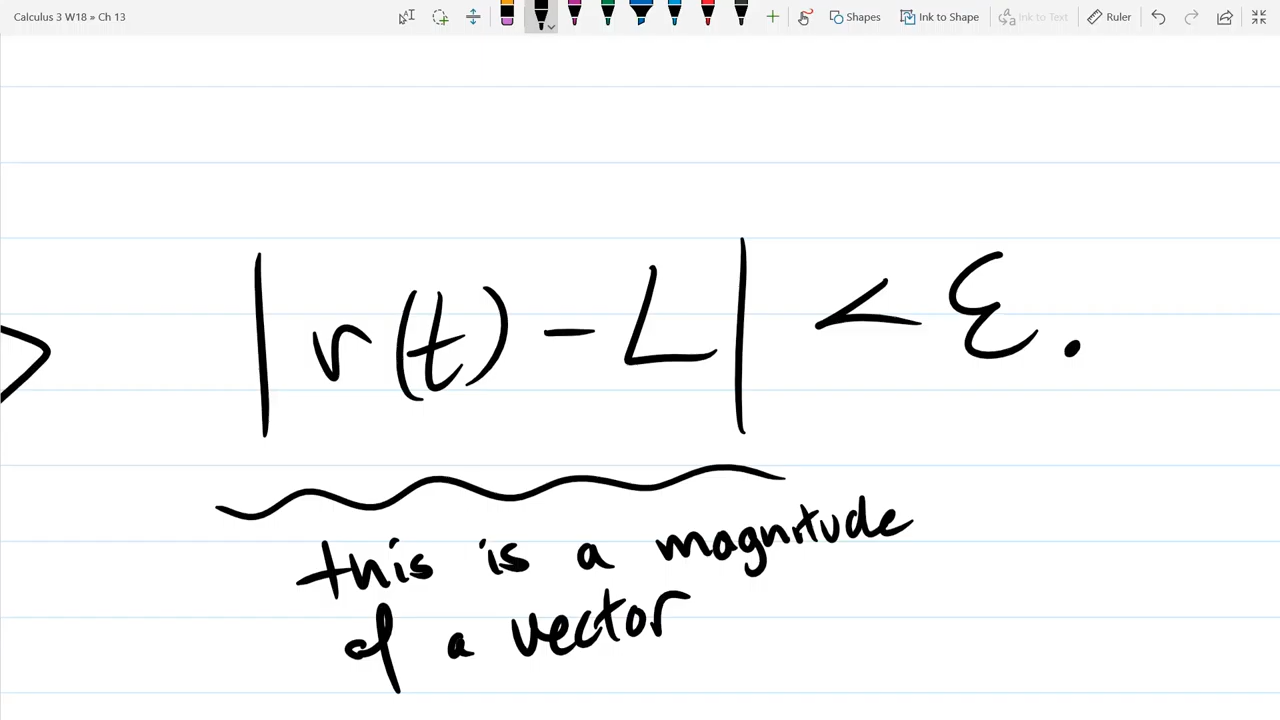 Calculus 3 W18 » Ch 13
Shapes
Ink to Shape
Ink to Text
Ruler
> |r(t) - L| < ε.
this is a magnitude
of a vector